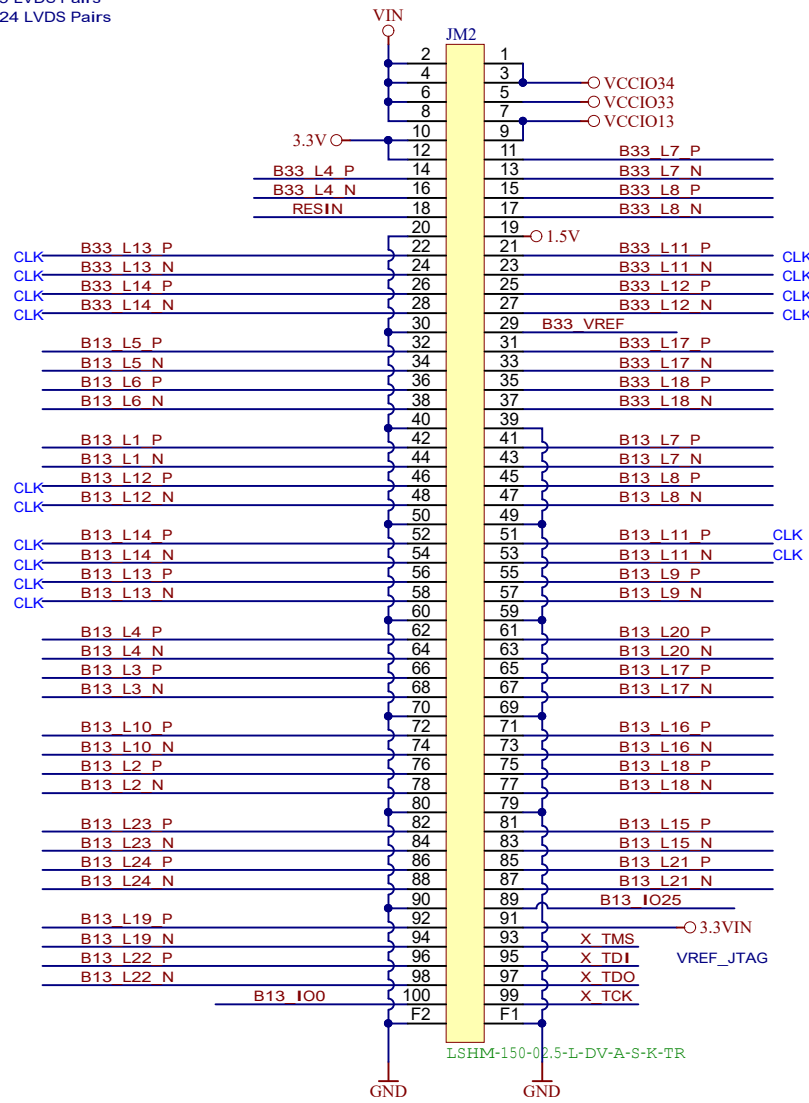 24 LVDS Pairs
VIN
JM2
2 1
4 3 VCCIO34
6 5 VCCIO33
8 7 VCCIO13
3.3V 10 9
12 11 B33_L7_P
B33_L4_P 14 13 B33_L7_N
B33_L4_N 16 15 B33_L8_P
RESIN 18 17 B33_L8_N
20 19 1.5V
CLK B33_L13_P 22 21 B33_L11_P CLK
CLK B33_L13_N 24 23 B33_L11_N CLK
CLK B33_L14_P 26 25 B33_L12_P CLK
CLK B33_L14_N 28 27 B33_L12_N CLK
30 29 B33_VREF
B13_L5_P 32 31 B33_L17_P
B13_L5_N 34 33 B33_L17_N
B13_L6_P 36 35 B33_L18_P
B13_L6_N 38 37 B33_L18_N
40 39
B13_L1_P 42 41 B13_L7_P
B13_L1_N 44 43 B13_L7_N
CLK B13_L12_P 46 45 B13_L8_P
CLK B13_L12_N 48 47 B13_L8_N
50 49
CLK B13_L14_P 52 51 B13_L11_P CLK
CLK B13_L14_N 54 53 B13_L11_N CLK
CLK B13_L13_P 56 55 B13_L9_P
CLK B13_L13_N 58 57 B13_L9_N
60 59
B13_L4_P 62 61 B13_L20_P
B13_L4_N 64 63 B13_L20_N
B13_L3_P 66 65 B13_L17_P
B13_L3_N 68 67 B13_L17_N
70 69
B13_L10_P 72 71 B13_L16_P
B13_L10_N 74 73 B13_L16_N
B13_L2_P 76 75 B13_L18_P
B13_L2_N 78 77 B13_L18_N
80 79
B13_L23_P 82 81 B13_L15_P
B13_L23_N 84 83 B13_L15_N
B13_L24_P 86 85 B13_L21_P
B13_L24_N 88 87 B13_L21_N
90 89 B13_IO25
B13_L19_P 92 91 3.3VIN
B13_L19_N 94 93 X_TMS
B13_L22_P 96 95 X_TDI VREF_JTAG
B13_L22_N 98 97 X_TDO
B13_IO0 100 99 X_TCK
F2 F1
LSHM-150-02.5-L-DV-A-S-K-TR
GND GND